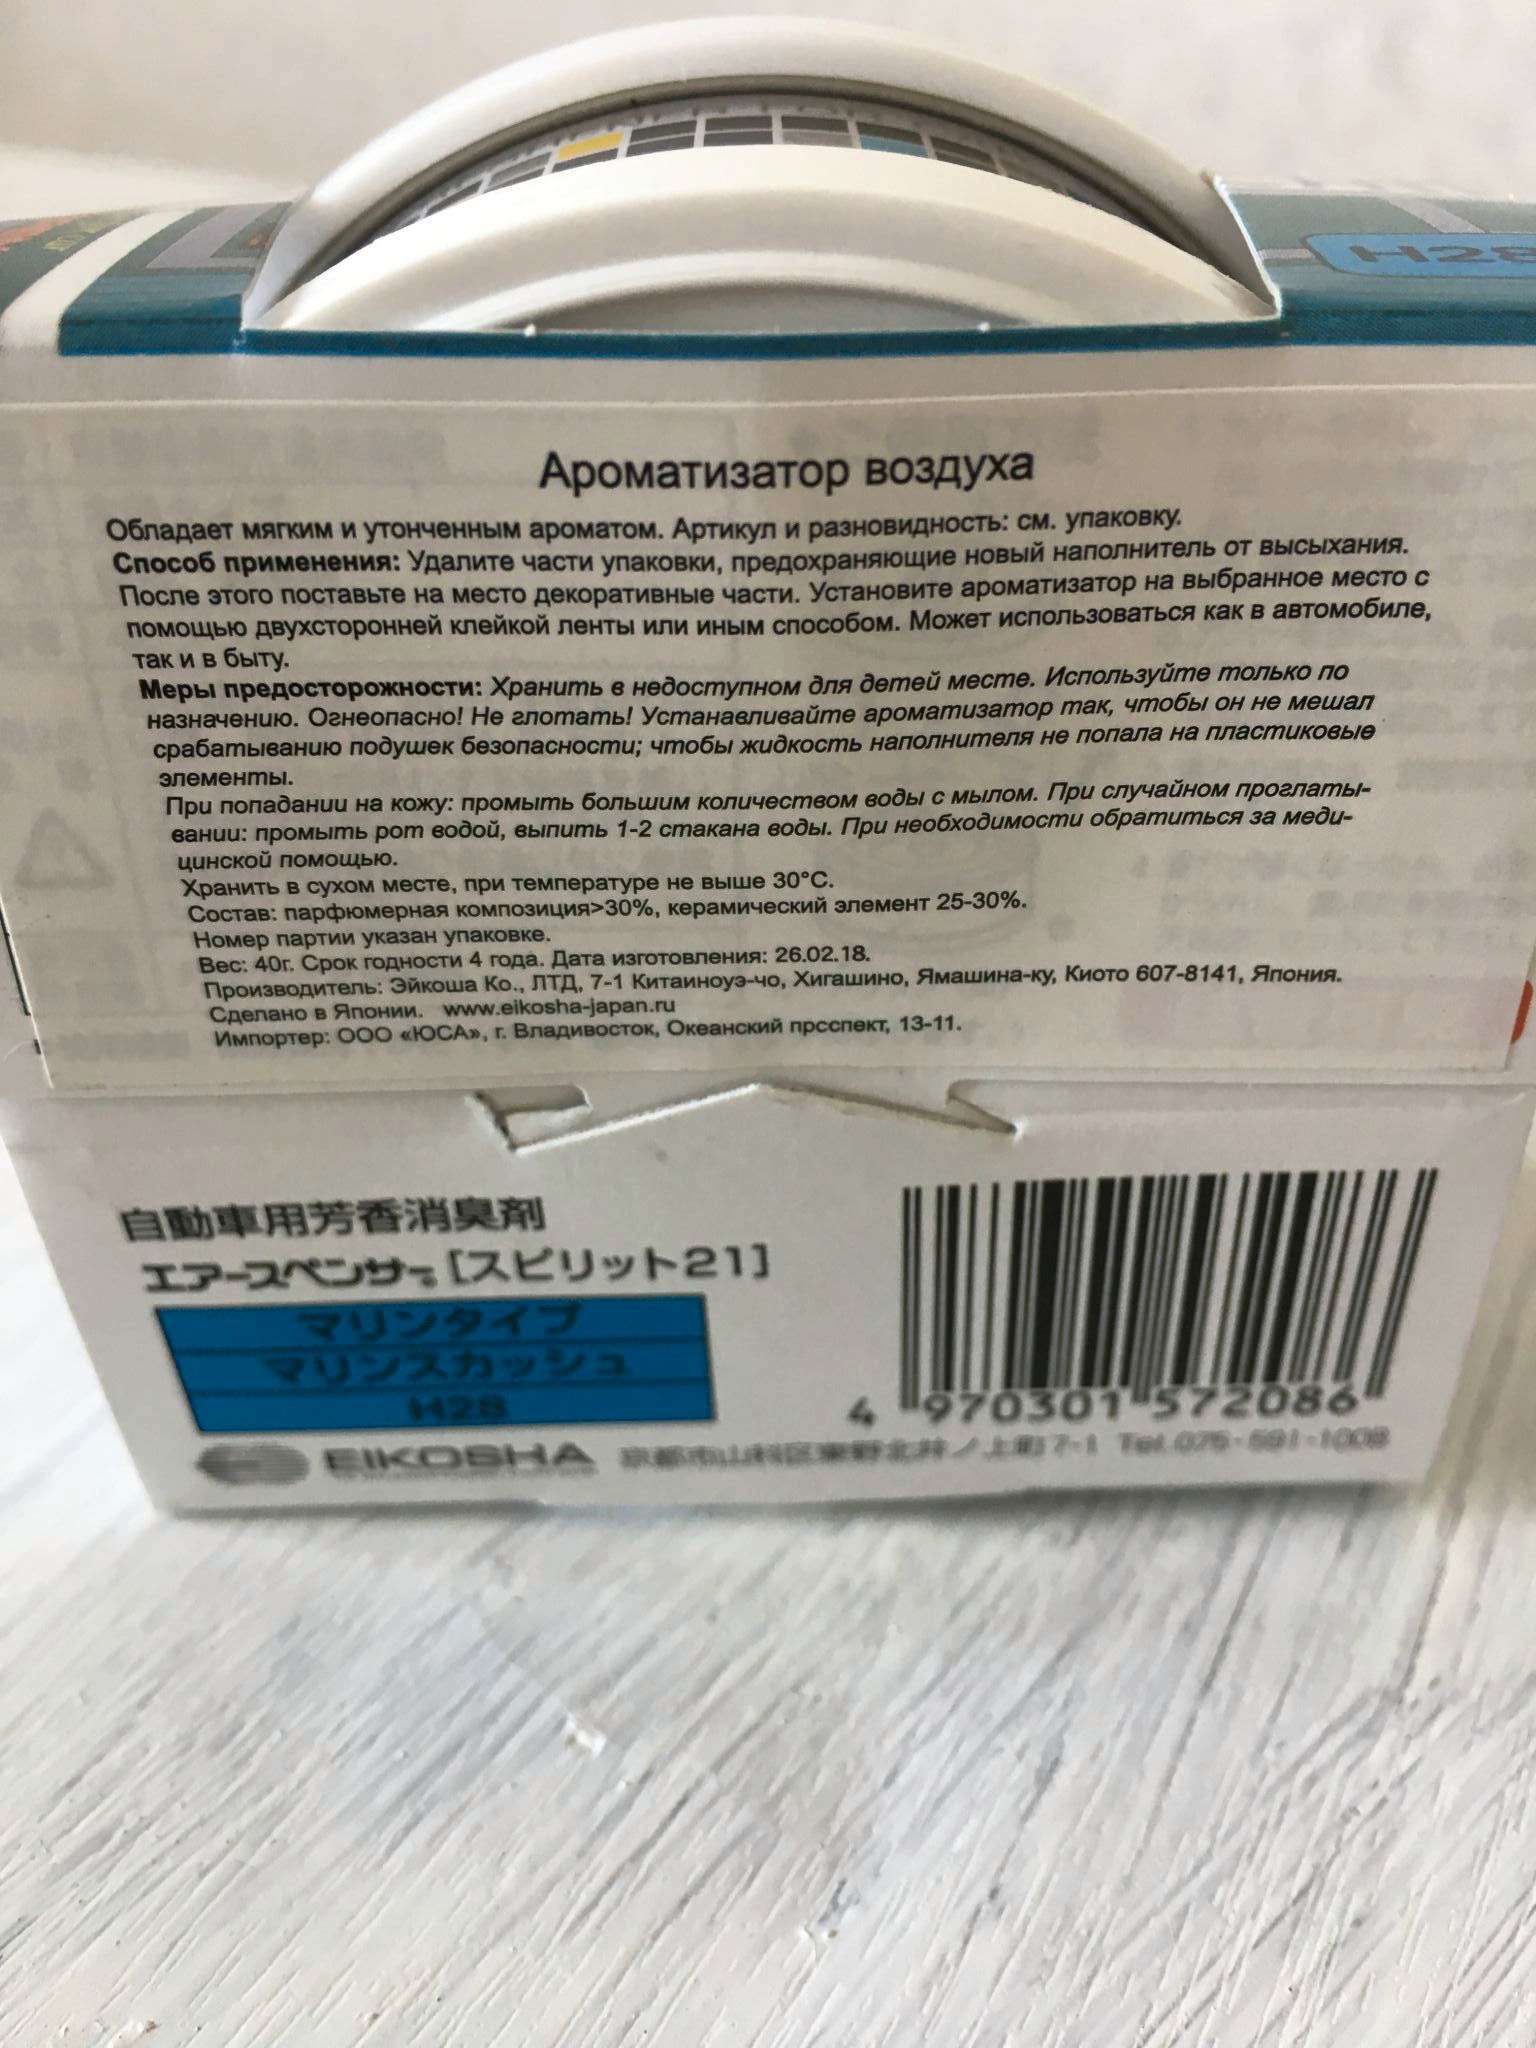 H28
Ароматизатор воздуха
Обладает мягким и утонченным ароматом. Артикул и разновидность: см. упаковку.
Способ применения: Удалите части упаковки, предохраняющие новый наполнитель от высыхания.
После этого поставьте на место декоративные части. Установите ароматизатор на выбранное место с
помощью двухсторонней клейкой ленты или иным способом. Может использоваться как в автомобиле,
так и в быту.
Меры предосторожности: Хранить в недоступном для детей месте. Используйте только по
назначению. Огнеопасно! Не глотать! Устанавливайте ароматизатор так, чтобы он не мешал
срабатыванию подушек безопасности; чтобы жидкость наполнителя не попала на пластиковые
элементы.
При попадании на кожу: промыть большим количеством воды с мылом. При случайном проглаты-
вании: промыть рот водой, выпить 1-2 стакана воды. При необходимости обратиться за меди-
цинской помощью.
Хранить в сухом месте, при температуре не выше 30°С.
Состав: парфюмерная композиция>30%, керамический элемент 25-30%.
Номер партии указан упаковке.
Вес: 40г. Срок годности 4 года. Дата изготовления: 26.02.18.
Производитель: Эйкоша Ко., ЛТД, 7-1 Китаиноуэ-чо, Хигашино, Ямашина-ку, Киото 607-8141, Япония.
Сделано в Японии. www.eikosha-japan.ru
Импортер: ООО «ЮСА», г. Владивосток, Океанский прсспект, 13-11.
自動車用芳香消臭剤
エアースペンサー。[スピリット21]
マリンタイプ
マリンスカッシュ
H28
4 970301 572086
EIKOSHA 京都市山科区東野北井ノ上町7-1 Tel.075-591-1008